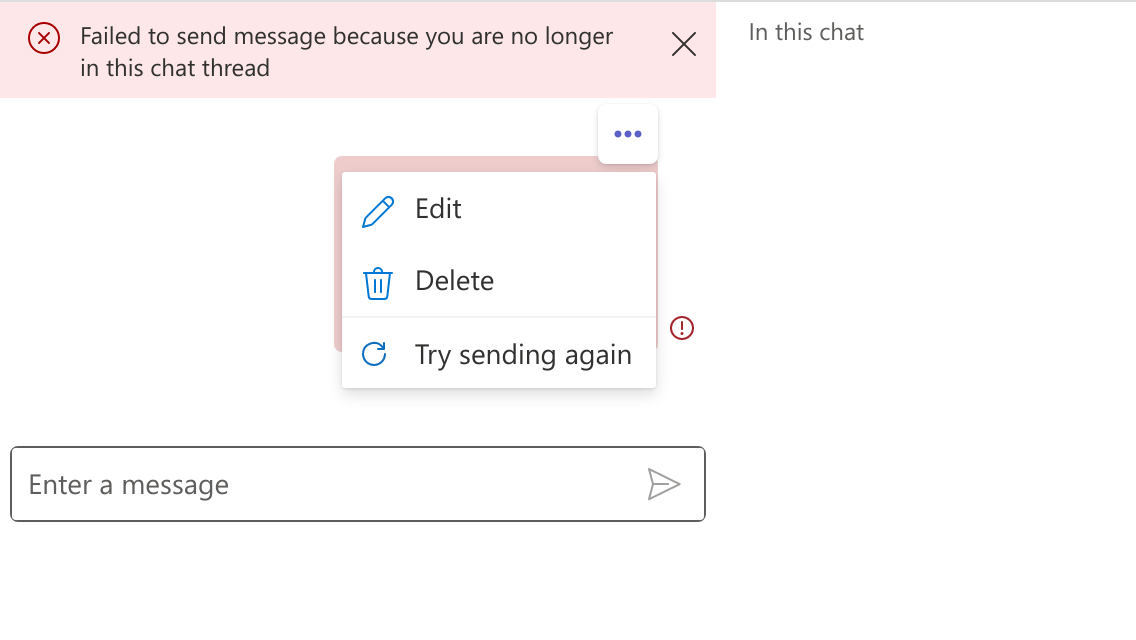 Failed to send message because you are no longer
in this chat thread
In this chat
Edit
Delete
Try sending again
Enter a message